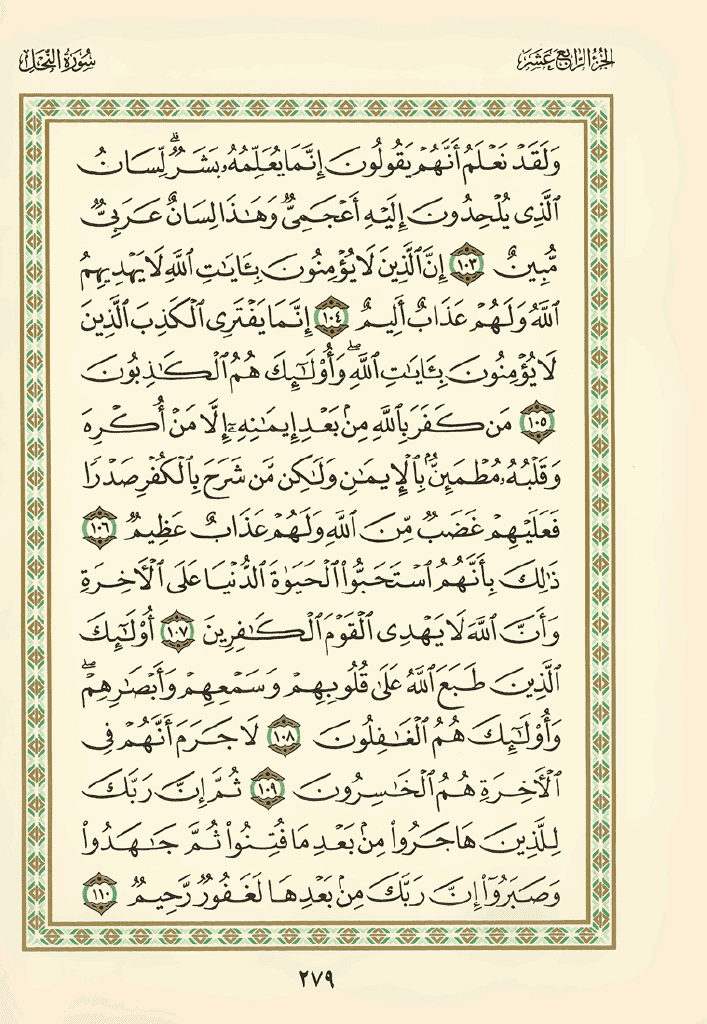 الجزء الرابع عشر
سورة النحل
وَلَقَدْ نَعْلَمُ أَنَّهُمْ يَقُولُونَ إِنَّمَا يُعَلِّمُهُۥ بَشَرٌ ۗ لِّسَانُ
ٱلَّذِى يُلْحِدُونَ إِلَيْهِ أَعْجَمِىٌّ وَهَٰذَا لِسَانٌ عَرَبِىٌّ
مُّبِينٌ ١٠٣ إِنَّ ٱلَّذِينَ لَا يُؤْمِنُونَ بِـَٔايَٰتِ ٱللَّهِ لَا يَهْدِيهِمُ
ٱللَّهُ وَلَهُمْ عَذَابٌ أَلِيمٌ ١٠٤ إِنَّمَا يَفْتَرِى ٱلْكَذِبَ ٱلَّذِينَ
لَا يُؤْمِنُونَ بِـَٔايَٰتِ ٱللَّهِ ۖ وَأُو۟لَٰٓئِكَ هُمُ ٱلْكَٰذِبُونَ
١٠٥ مَن كَفَرَ بِٱللَّهِ مِنۢ بَعْدِ إِيمَٰنِهِۦٓ إِلَّا مَنْ أُكْرِهَ
وَقَلْبُهُۥ مُطْمَئِنٌّۢ بِٱلْإِيمَٰنِ وَلَٰكِن مَّن شَرَحَ بِٱلْكُفْرِ صَدْرًا
فَعَلَيْهِمْ غَضَبٌ مِّنَ ٱللَّهِ وَلَهُمْ عَذَابٌ عَظِيمٌ ١٠٦
ذَٰلِكَ بِأَنَّهُمُ ٱسْتَحَبُّوا۟ ٱلْحَيَوٰةَ ٱلدُّنْيَا عَلَى ٱلْءَاخِرَةِ
وَأَنَّ ٱللَّهَ لَا يَهْدِى ٱلْقَوْمَ ٱلْكَٰفِرِينَ ١٠٧ أُو۟لَٰٓئِكَ
ٱلَّذِينَ طَبَعَ ٱللَّهُ عَلَىٰ قُلُوبِهِمْ وَسَمْعِهِمْ وَأَبْصَٰرِهِمْ ۖ
وَأُو۟لَٰٓئِكَ هُمُ ٱلْغَٰفِلُونَ ١٠٨ لَا جَرَمَ أَنَّهُمْ فِى
ٱلْءَاخِرَةِ هُمُ ٱلْخَٰسِرُونَ ١٠٩ ثُمَّ إِنَّ رَبَّكَ
لِلَّذِينَ هَاجَرُوا۟ مِنۢ بَعْدِ مَا فُتِنُوا۟ ثُمَّ جَٰهَدُوا۟
وَصَبَرُوٓا۟ إِنَّ رَبَّكَ مِنۢ بَعْدِهَا لَغَفُورٌ رَّحِيمٌ ١١٠
٢٧٩